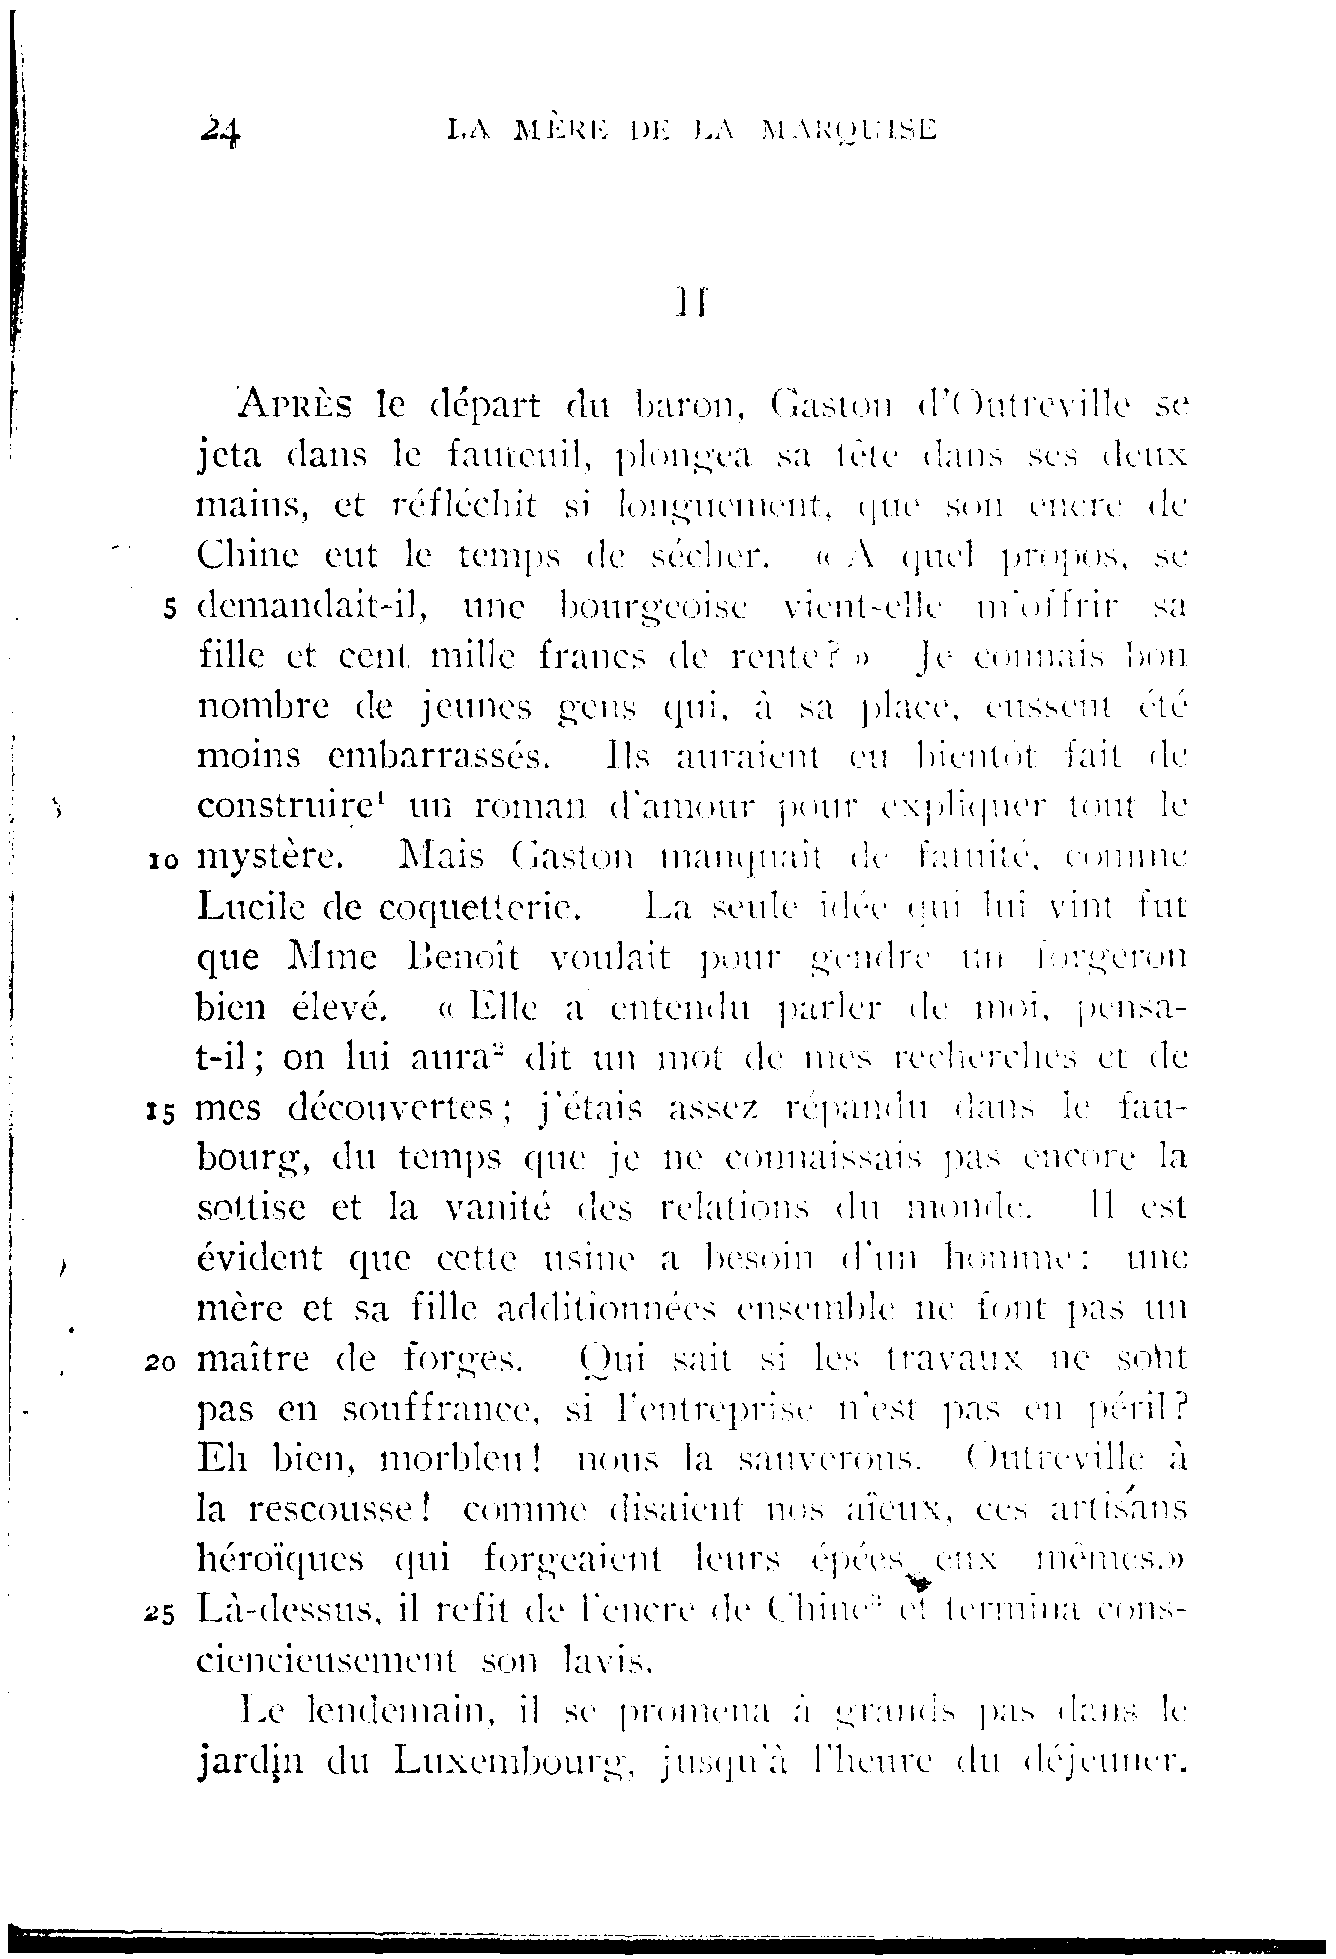 24 LA MÈRE DE LA MARQUISE
II
APRÈS le départ du baron, Gaston d'Outreville se
jeta dans le fauteuil, plongea sa tête dans ses deux
mains, et réfléchit si longuement, que son encre de
Chine eut le temps de sécher. « A quel propos, se
5 demandait-il, une bourgeoise vient-elle m'offrir sa
fille et cent mille francs de rente? » Je connais bon
nombre de jeunes gens qui, à sa place, eussent été
moins embarrassés. Ils auraient eu bientôt fait de
construire¹ un roman d'amour pour expliquer tout le
10 mystère. Mais Gaston manquait de fatuité, comme
Lucile de coquetterie. La seule idée qui lui vint fut
que Mme Benoît voulait pour gendre un forgeron
bien élevé. « Elle a entendu parler de moi, pensa-
t-il; on lui aura² dit un mot de mes recherches et de
15 mes découvertes; j'étais assez répandu dans le fau-
bourg, du temps que je ne connaissais pas encore la
sottise et la vanité des relations du monde. Il est
évident que cette usine a besoin d'un homme: une
mère et sa fille additionnées ensemble ne font pas un
20 maître de forges. Qui sait si les travaux ne sont
pas en souffrance, si l'entreprise n'est pas en péril?
Eh bien, morbleu! nous la sauverons. Outreville à
la rescousse! comme disaient nos aïeux, ces artisans
héroïques qui forgeaient leurs épées eux mêmes.»
25 Là-dessus, il refit de l'encre de Chine³ et termina cons-
ciencieusement son lavis.
Le lendemain, il se promena à grands pas dans le
jardin du Luxembourg, jusqu'à l'heure du déjeuner.